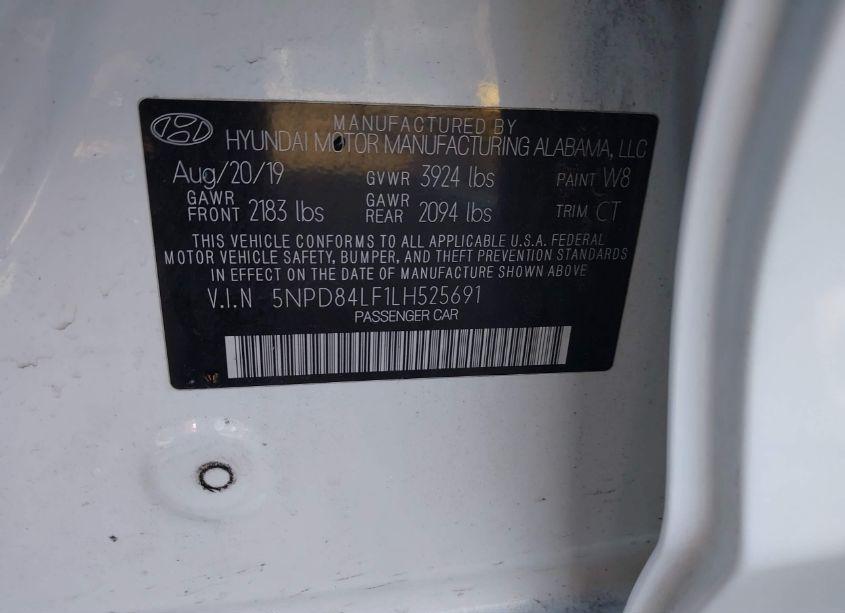 MANUFACTURED BY
HYUNDAI MOTOR MANUFACTURING ALABAMA, LLC
Aug/20/19 GVWR 3924 lbs PAINT W8
GAWR FRONT 2183 lbs GAWR REAR 2094 lbs TRIM CT
THIS VEHICLE CONFORMS TO ALL APPLICABLE U.S.A. FEDERAL
MOTOR VEHICLE SAFETY, BUMPER, AND THEFT PREVENTION STANDARDS
IN EFFECT ON THE DATE OF MANUFACTURE SHOWN ABOVE
V.I.N 5NPD84LF1LH525691
PASSENGER CAR